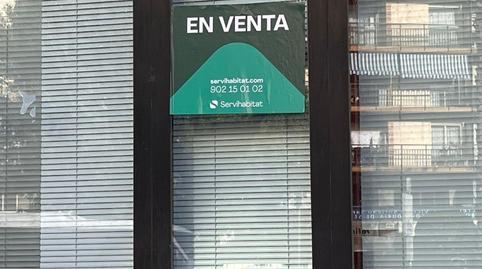 EN VENTA
servihabitat.com
902 15 01 02
Servihabitat